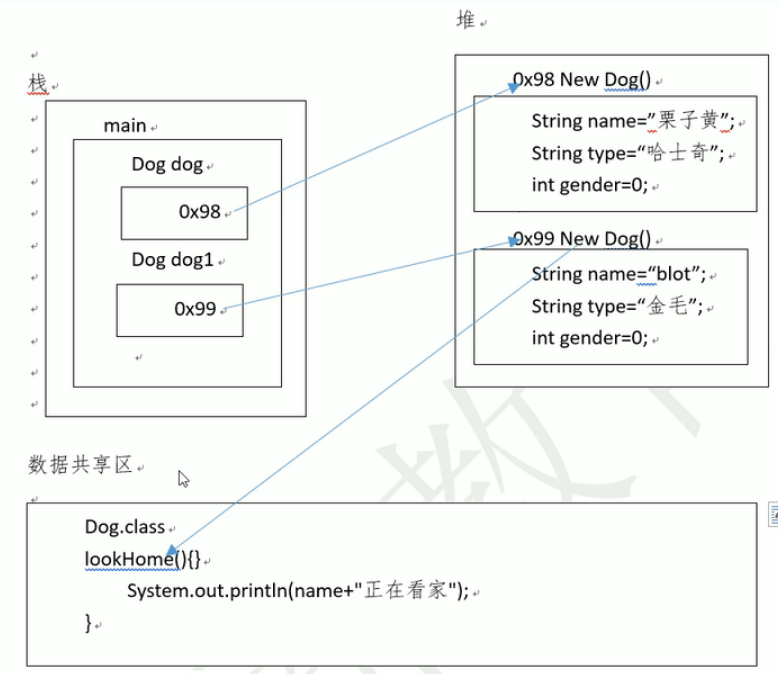 堆
栈
main
Dog dog
0x98
Dog dog1
0x99
0x98 New Dog()
String name=”栗子黄”;
String type=“哈士奇”;
int gender=0;
0x99 New Dog()
String name=“blot”;
String type=“金毛”;
int gender=0;
数据共享区
Dog.class
lookHome(){}
System.out.println(name+"正在看家");
}